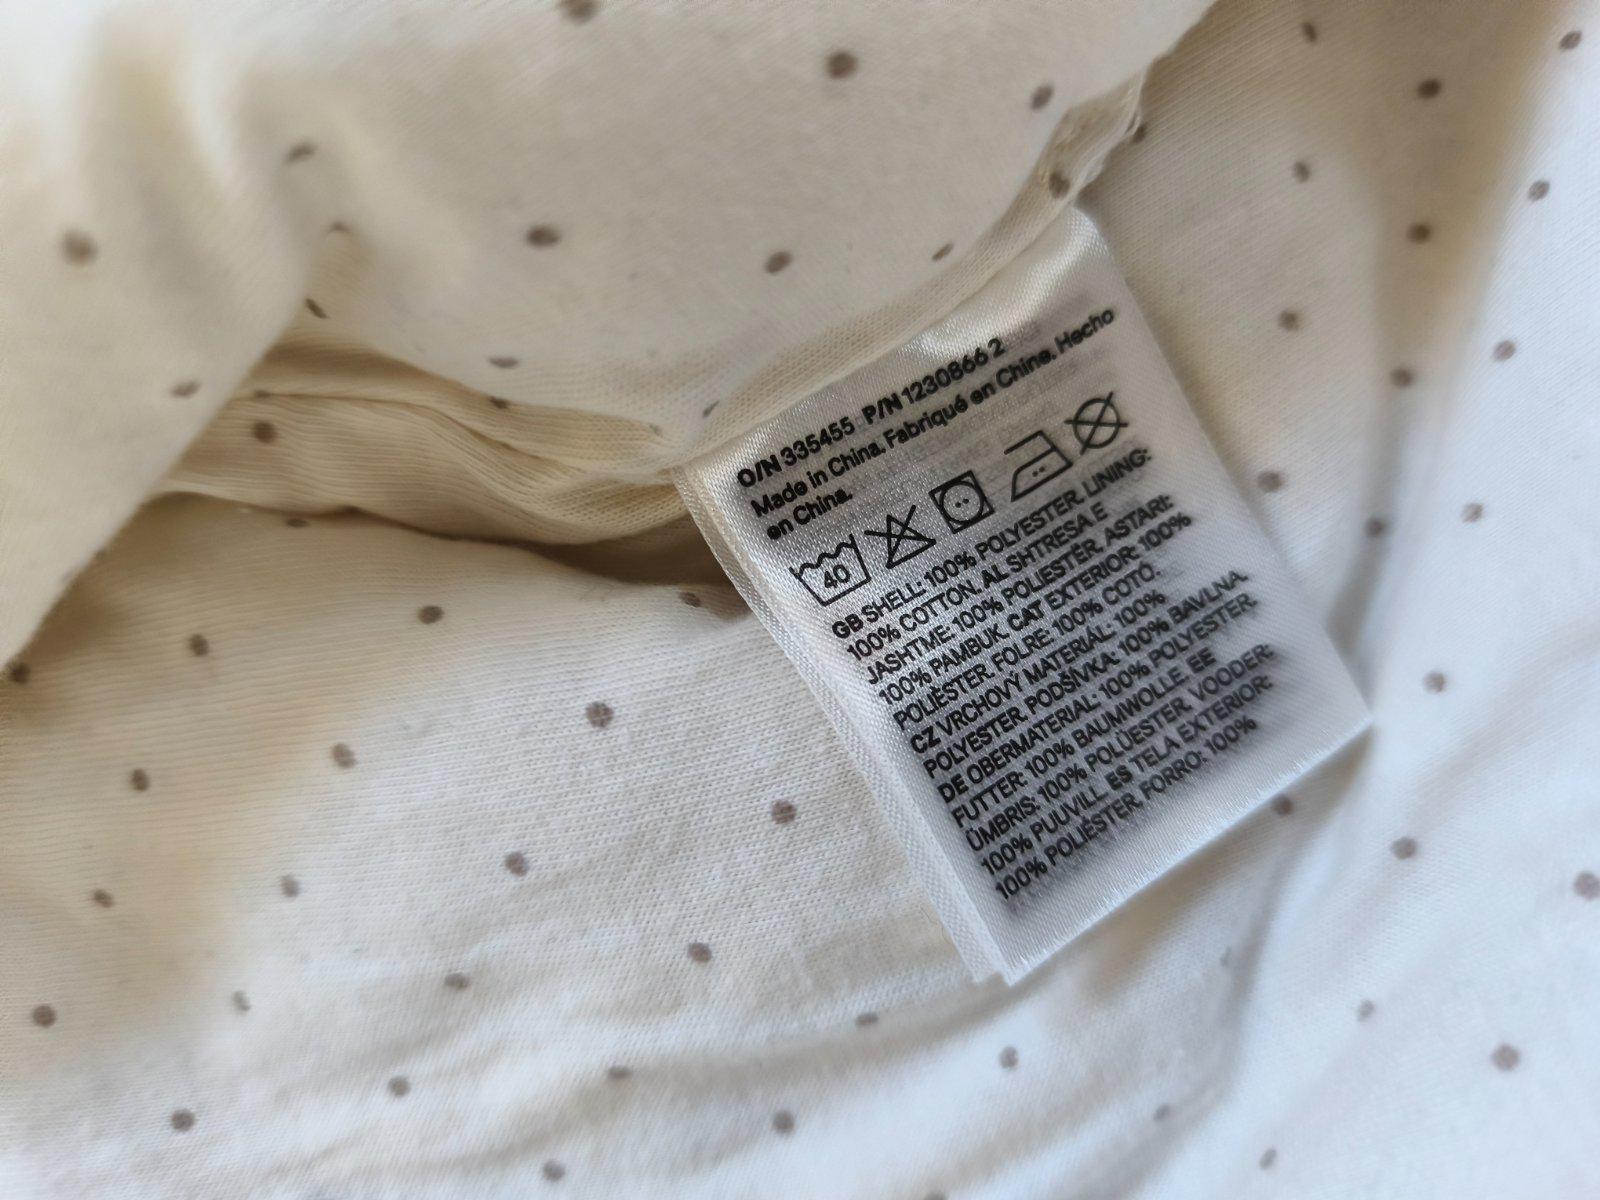 O/N 335455 P/N 1230866 2
Made in China. Fabriqué en Chine. Hecho
en China.
40
GB SHELL: 100% POLYESTER. LINING:
100% COTTON. AL SHTRESA E
JASHTME: 100% POLIESTËR. ASTARI:
100% PAMBUK. CAT EXTERIOR: 100%
POLIÈSTER. FOLRE: 100% COTÓ.
CZ VRCHOVÝ MATERIÁL: 100%
POLYESTER. PODŠÍVKA: 100% BAVLNA.
DE OBERMATERIAL: 100% POLYESTER.
FUTTER: 100% BAUMWOLLE. EE
ÜMBRIS: 100% POLÜESTER. VOODER:
100% PUUVILL. ES TELA EXTERIOR:
100% POLIÉSTER. FORRO: 100%